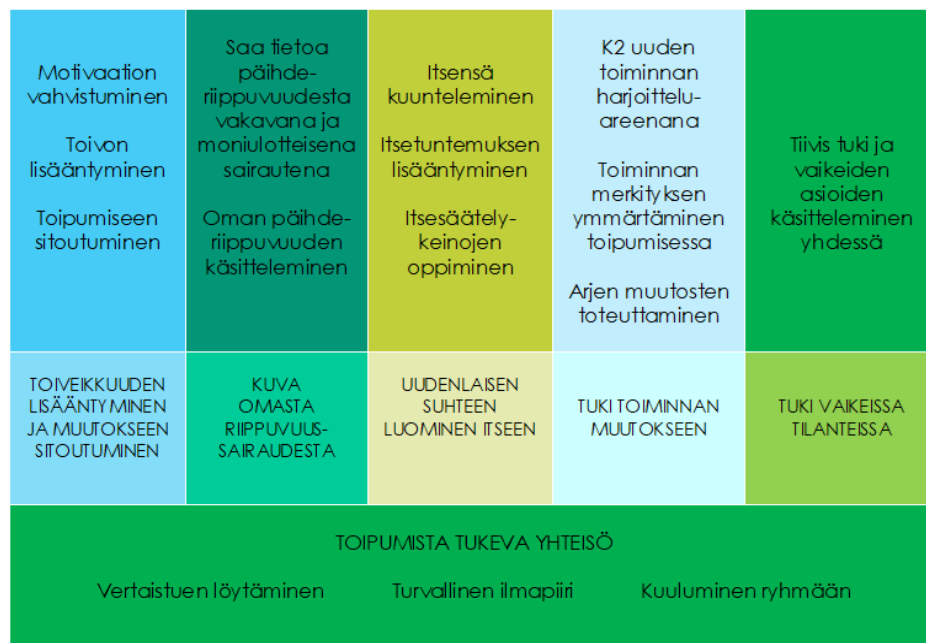 Motivaation
vahvistuminen
Toivon
lisääntyminen
Toipumiseen
sitoutuminen
Saa tietoa
päihde-
riippuvuudesta
vakavana ja
moniulotteisena
sairautena
Oman päihde-
riippuvuuden
käsitteleminen
Itsensä
kuunteleminen
Itsetuntemuksen
lisääntyminen
Itsesäätely-
keinojen
oppiminen
K2 uuden
toiminnan
harjoittelu-
areenana
Toiminnan
merkityksen
ymmärtäminen
toipumisessa
Arjen muutosten
toteuttaminen
Tiivis tuki ja
vaikeiden
asioiden
käsitteleminen
yhdessä
TOIVEIKKUUDEN
LISÄÄNTYMINEN
JA MUUTOKSEEN
SITOUTUMINEN
KUVA
OMASTA
RIIPPUVUUS-
SAIRAUDESTA
UUDENLAISEN
SUHTEEN
LUOMINEN ITSEEN
TUKI TOIMINNAN
MUUTOKSEEN
TUKI VAIKEISSA
TILANTEISSA
TOIPUMISTA TUKEVA YHTEISÖ
Vertaistuen löytäminen Turvallinen ilmapiiri Kuuluminen ryhmään